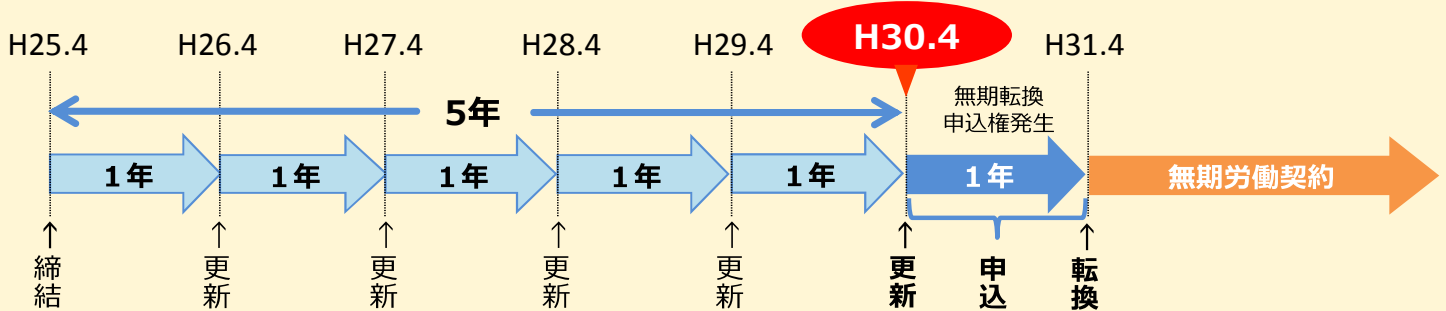 H25.4 H26.4 H27.4 H28.4 H29.4 H30.4 H31.4
5年
無期転換
申込権発生
1年 1年 1年 1年 1年 1年 無期労働契約
↑ ↑ ↑ ↑ ↑ ↑ ↑
締結 更新 更新 更新 更新 更新 申込 転換